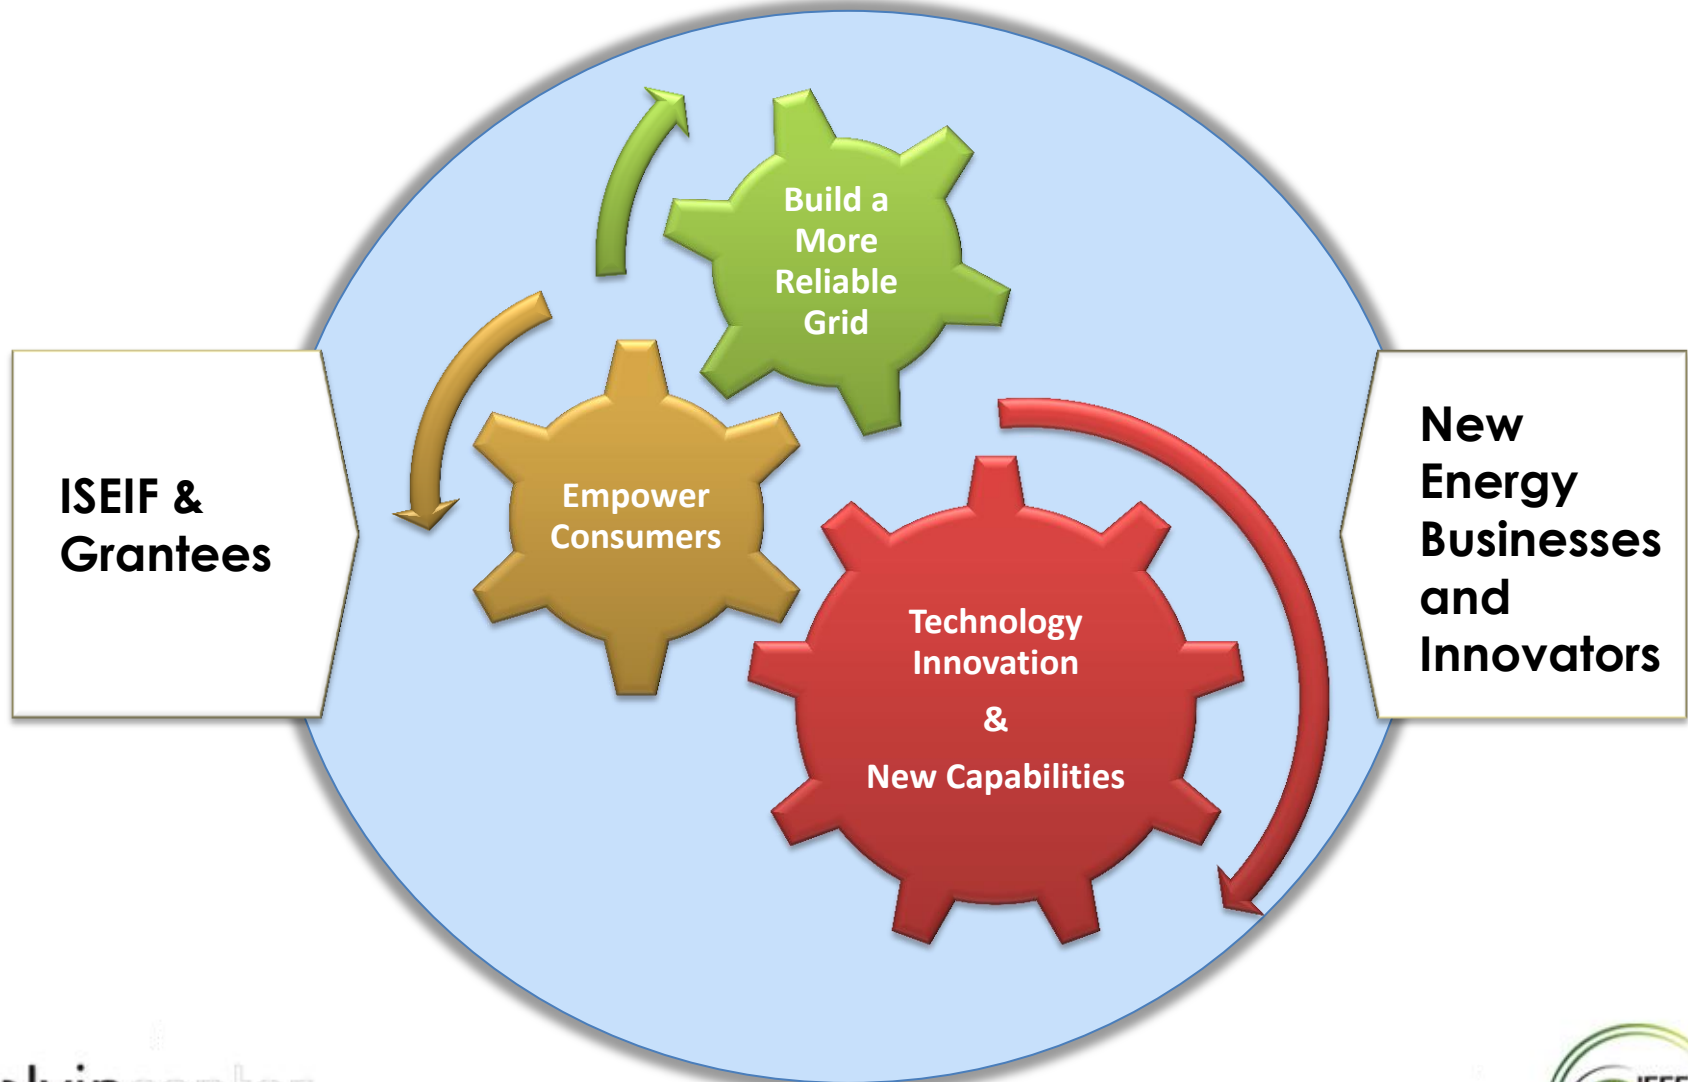 Build a
More
Reliable
Grid
ISEIF &
Grantees
Empower
Consumers
New
Energy
Businesses
and
Innovators
Technology
Innovation
&
New Capabilities